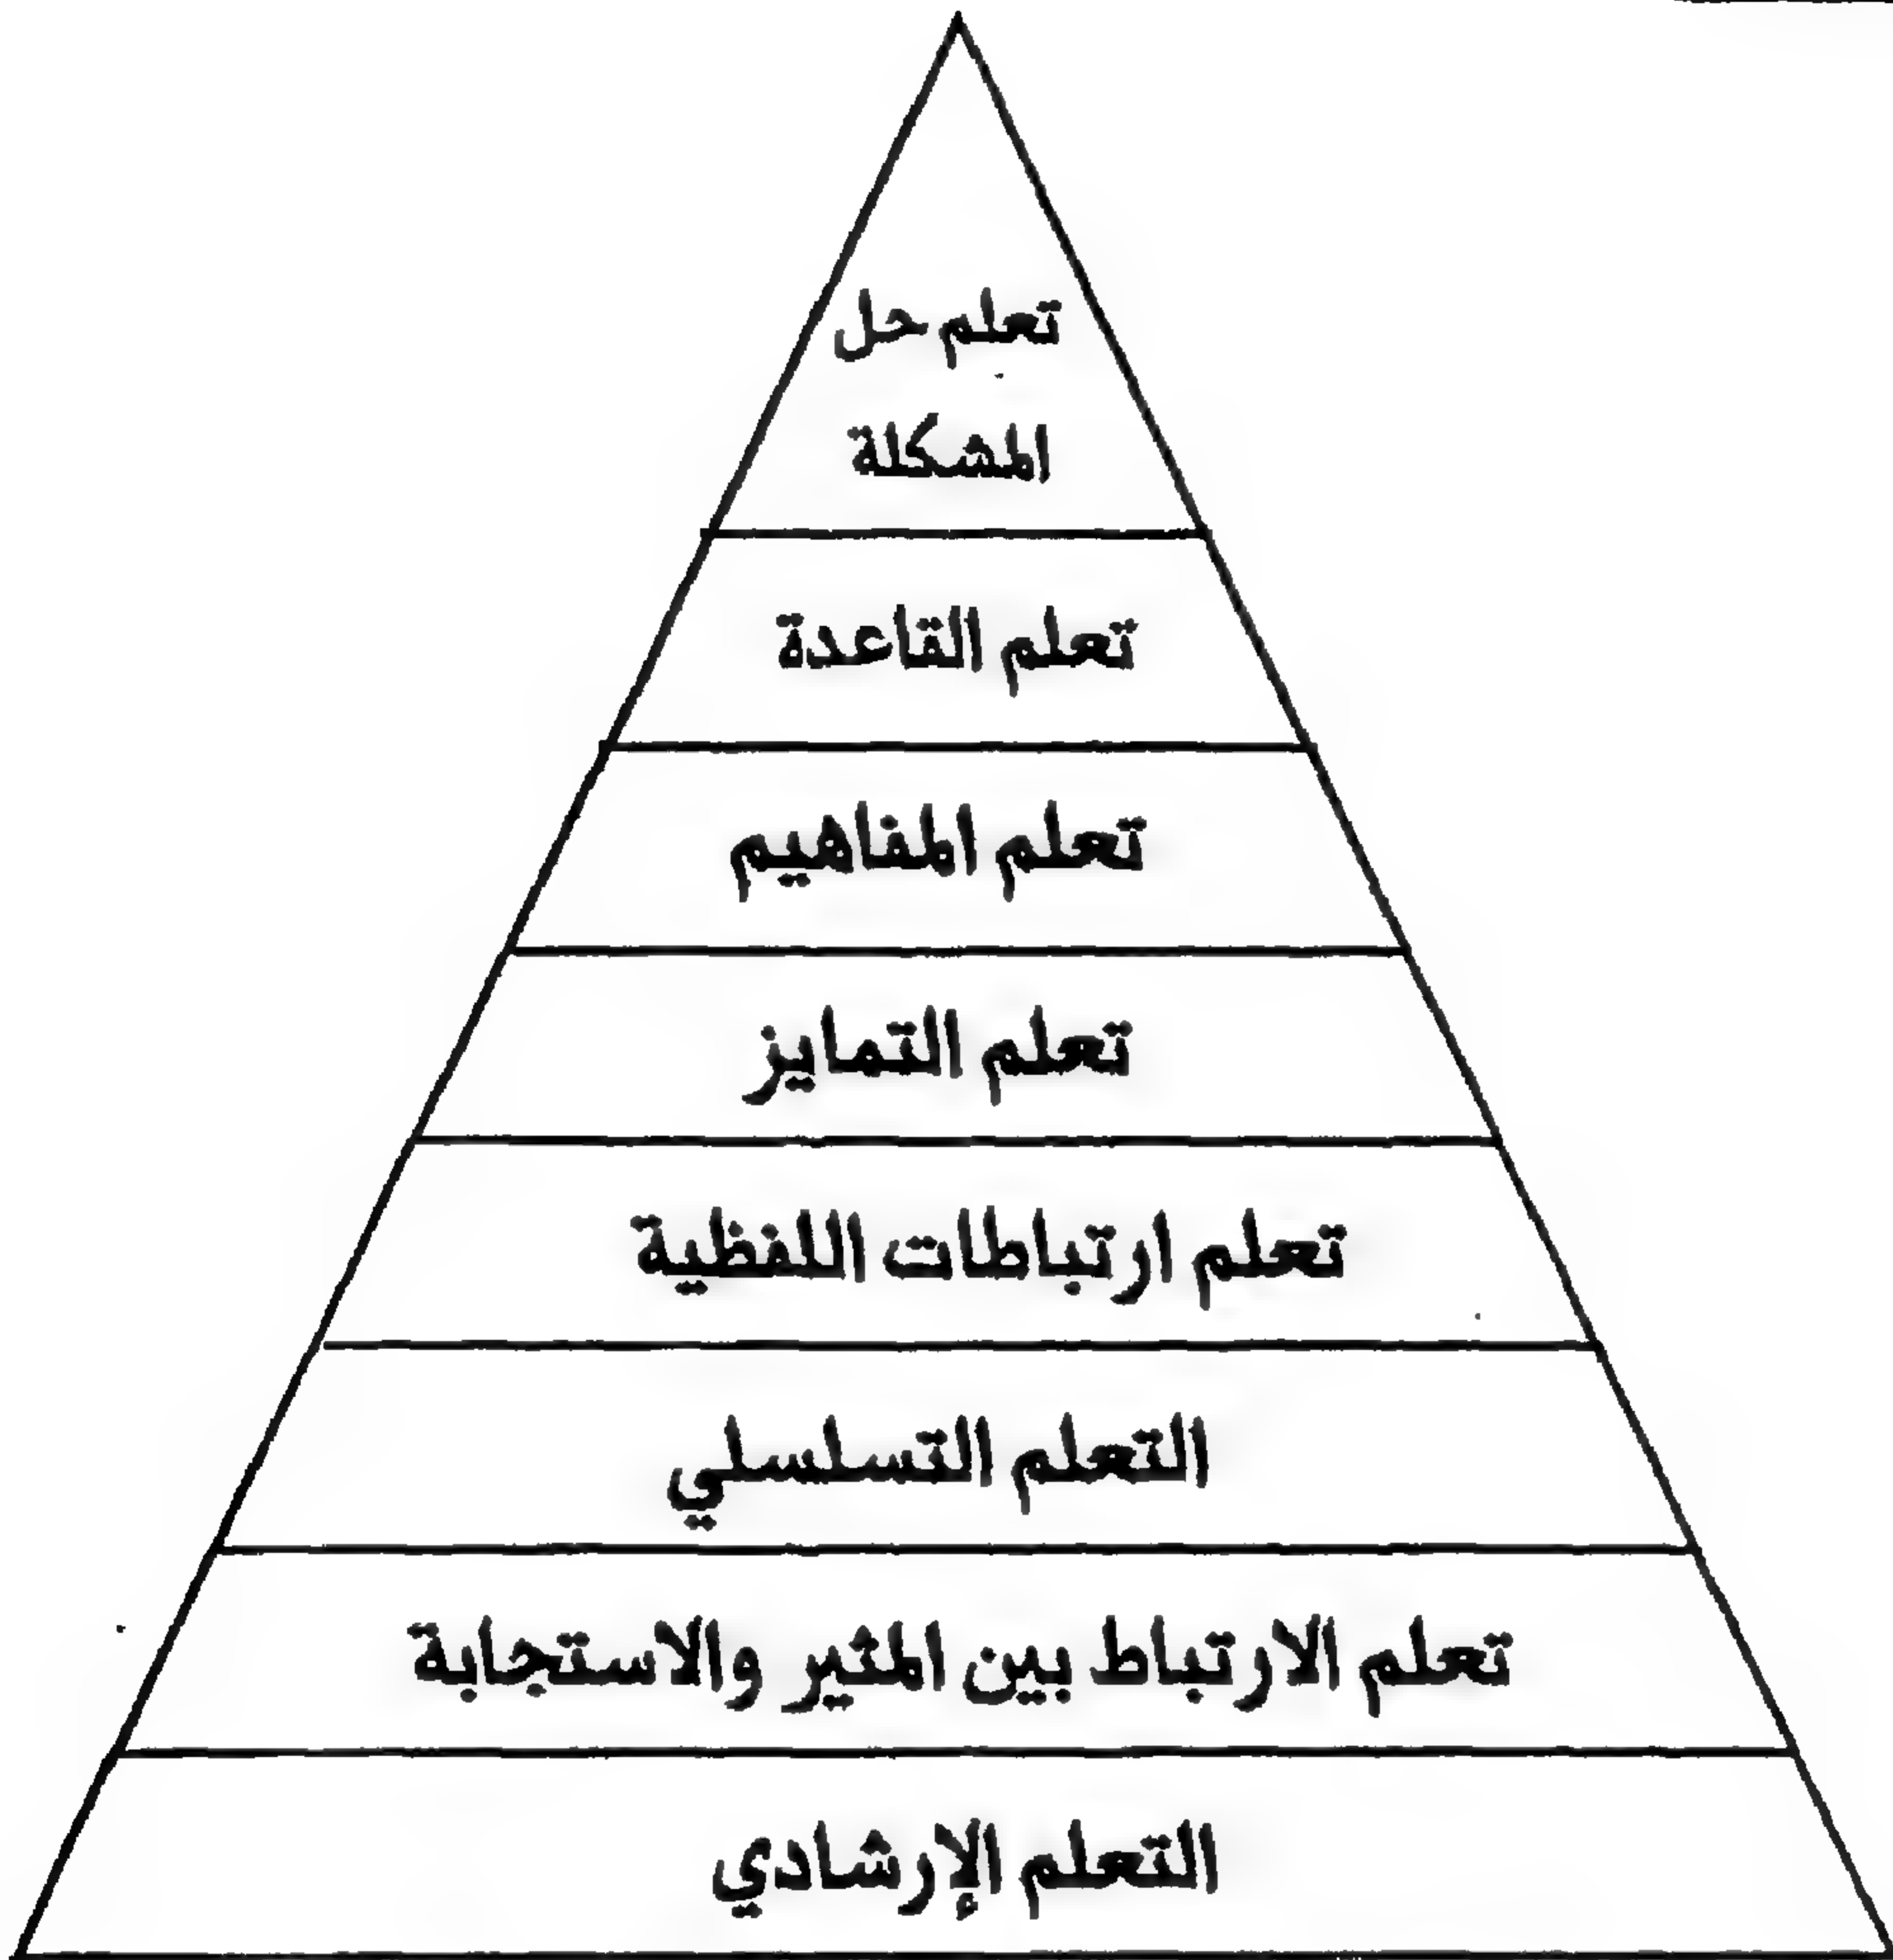 تعلم حل
المشكلة
تعلم القاعدة
تعلم المفاهيم
تعلم التمايز
تعلم ارتباطات اللفظية
التعلم التسلسلي
تعلم الارتباط بين المثير والاستجابة
التعلم الإرشادي